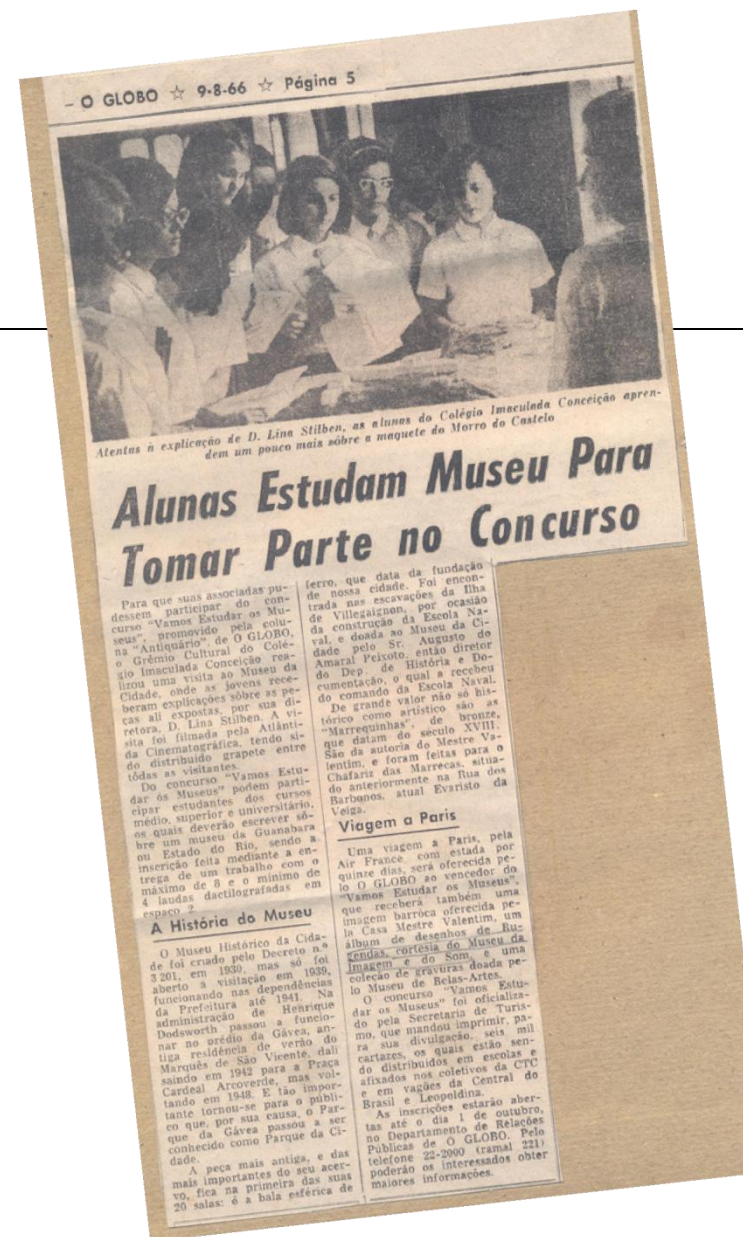 - O GLOBO ☆ 9-8-66 ☆ Página 5
Atentas à explicação de D. Lina Stilben, as alunas do Colégio Imaculada Conceição apren-
dem um pouco mais sôbre a maquete do Morro do Castelo
Alunas Estudam Museu Para
Tomar Parte no Concurso
Para que suas associadas pu-
dessem participar do con-
curso "Vamos Estudar os Mu-
seus", promovido pela colu-
na "Antiquário", de O GLOBO,
o Grêmio Cultural do Colé-
gio Imaculada Conceição rea-
lizou uma visita ao Museu da
Cidade, onde as jovens rece-
beram explicações sôbre as pe-
ças ali expostas, por sua di-
retora, D. Lina Stilben. A vi-
sita foi filmada pela Atlânti-
da Cinematográfica, tendo si-
do distribuído grapete entre
tôdas as visitantes.
Do concurso "Vamos Estu-
dar os Museus" podem parti-
cipar estudantes dos cursos
médio, superior e universitário,
os quais deverão escrever sô-
bre um museu da Guanabara
ou Estado do Rio, sendo a
inscrição feita mediante a en-
trega de um trabalho com o
máximo de 8 e o mínimo de
4 laudas dactilografadas em
espaço 2.
A História do Museu
O Museu Histórico da Cida-
de foi criado pelo Decreto n.º
3 201, em 1930, mas só foi
aberto a visitação em 1939,
funcionando nas dependências
da Prefeitura até 1941. Na
administração de Henrique
Dodsworth passou a funcio-
nar no prédio da Gávea, an-
tiga residência de verão do
Marquês de São Vicente, dali
saindo em 1942 para a Praça
Cardeal Arcoverde, mas vol-
tando em 1948. E tão impor-
tante tornou-se para o públi-
co que, por sua causa, o Par-
que da Gávea passou a ser
conhecido como Parque da Ci-
dade.
A peça mais antiga, e das
mais importantes do seu acer-
vo, fica na primeira das suas
20 salas: é a bala esférica de
ferro, que data da fundação
de nossa cidade. Foi encon-
trada nas escavações da Ilha
de Villegaignon, por ocasião
da construção da Escola Na-
val, e doada ao Museu da Ci-
dade pelo Sr. Augusto do
Amaral Peixoto, então diretor
do Dep. de História e Do-
cumentação, o qual a recebeu
do comando da Escola Naval.
De grande valor não só his-
tórico como artístico são as
"Marrequinhas", de bronze,
que datam do século XVIII.
São da autoria do Mestre Va-
lentim, e foram feitas para o
Chafariz das Marrecas, situa-
do anteriormente na Rua dos
Barbonos, atual Evaristo da
Veiga.
Viagem a Paris
Uma viagem a Paris, pela
Air France, com estada por
quinze dias, será oferecida pe-
lo O GLOBO ao vencedor do
"Vamos Estudar os Museus",
que receberá também uma
imagem barrôca oferecida pe-
la Casa Mestre Valentim, um
álbum de desenhos de Ru-
gendas, cortesia do Museu da
Imagem e do Som, e uma
coleção de gravuras doada pe-
lo Museu de Belas-Artes.
O concurso "Vamos Estu-
dar os Museus" foi oficializa-
do pela Secretaria de Turis-
mo, que mandou imprimir, pa-
ra sua divulgação, seis mil
cartazes, os quais estão sen-
do distribuídos em escolas e
afixados nos coletivos da CTC
e em vagões da Central do
Brasil e Leopoldina.
As inscrições estarão aber-
tas até o dia 1 de outubro,
no Departamento de Relações
Públicas de O GLOBO. Pelo
telefone 22-2000 (ramal 221)
poderão os interessados obter
maiores informações.